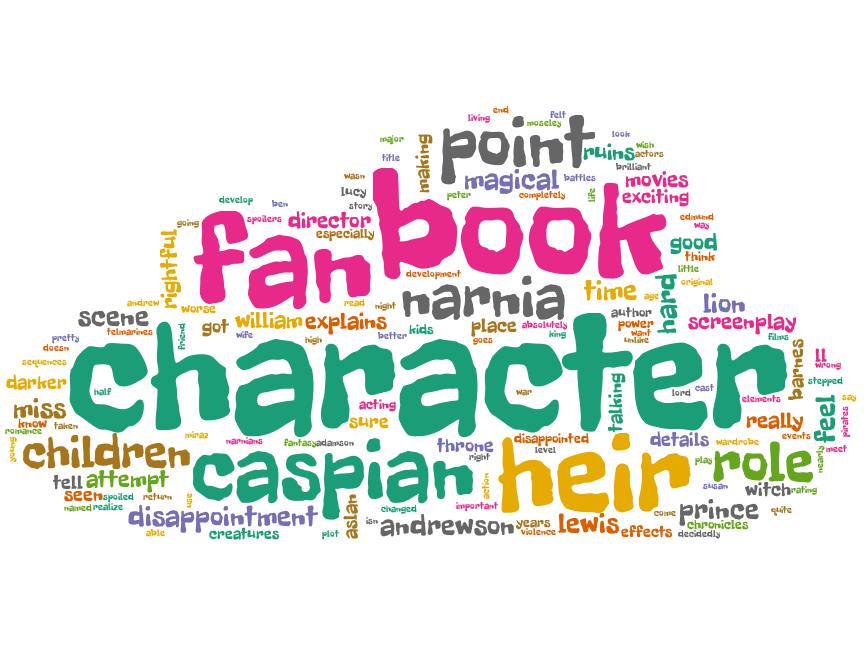 end
living
felt
moseley
major
point
look
title
making
ruins
wish
actors
brilliant
wasn
magical
battles
movies
lucy
peter
completely
life
exciting
develop
ben
story
book
edmund
way
going
fan
spoilers
director
especially
good
think
rightful
development
little
andrew
worse
read
night
narnia
time
age
hard
original
lion
scene
telmarines
friend
got
william
explains
kids
place
absolutely
author
power
screenplay
pretty
wife
high
better
goes
king
want
unlike
films
doesn
sequences
character
barnes
ll
wrong
darker
half
war
talking
lord
cast
elements
stepped
miss
acting
sure
say
know
taken
really
feel
pirates
romance
young
miraz
narnians
fantasy
adamson
throne
disappointed
level
details
wardrobe
events
meet
children
caspian
right
heir
play
role
nearly
tell
attempt
action
susan
witch
rating
seen
spoiled
return
use
named
realize
aslan
changed
important
come
prince
quite
disappointment
isn
andrewson
years
lewis
chronicles
able
creatures
plot
violence
effects
decidedly